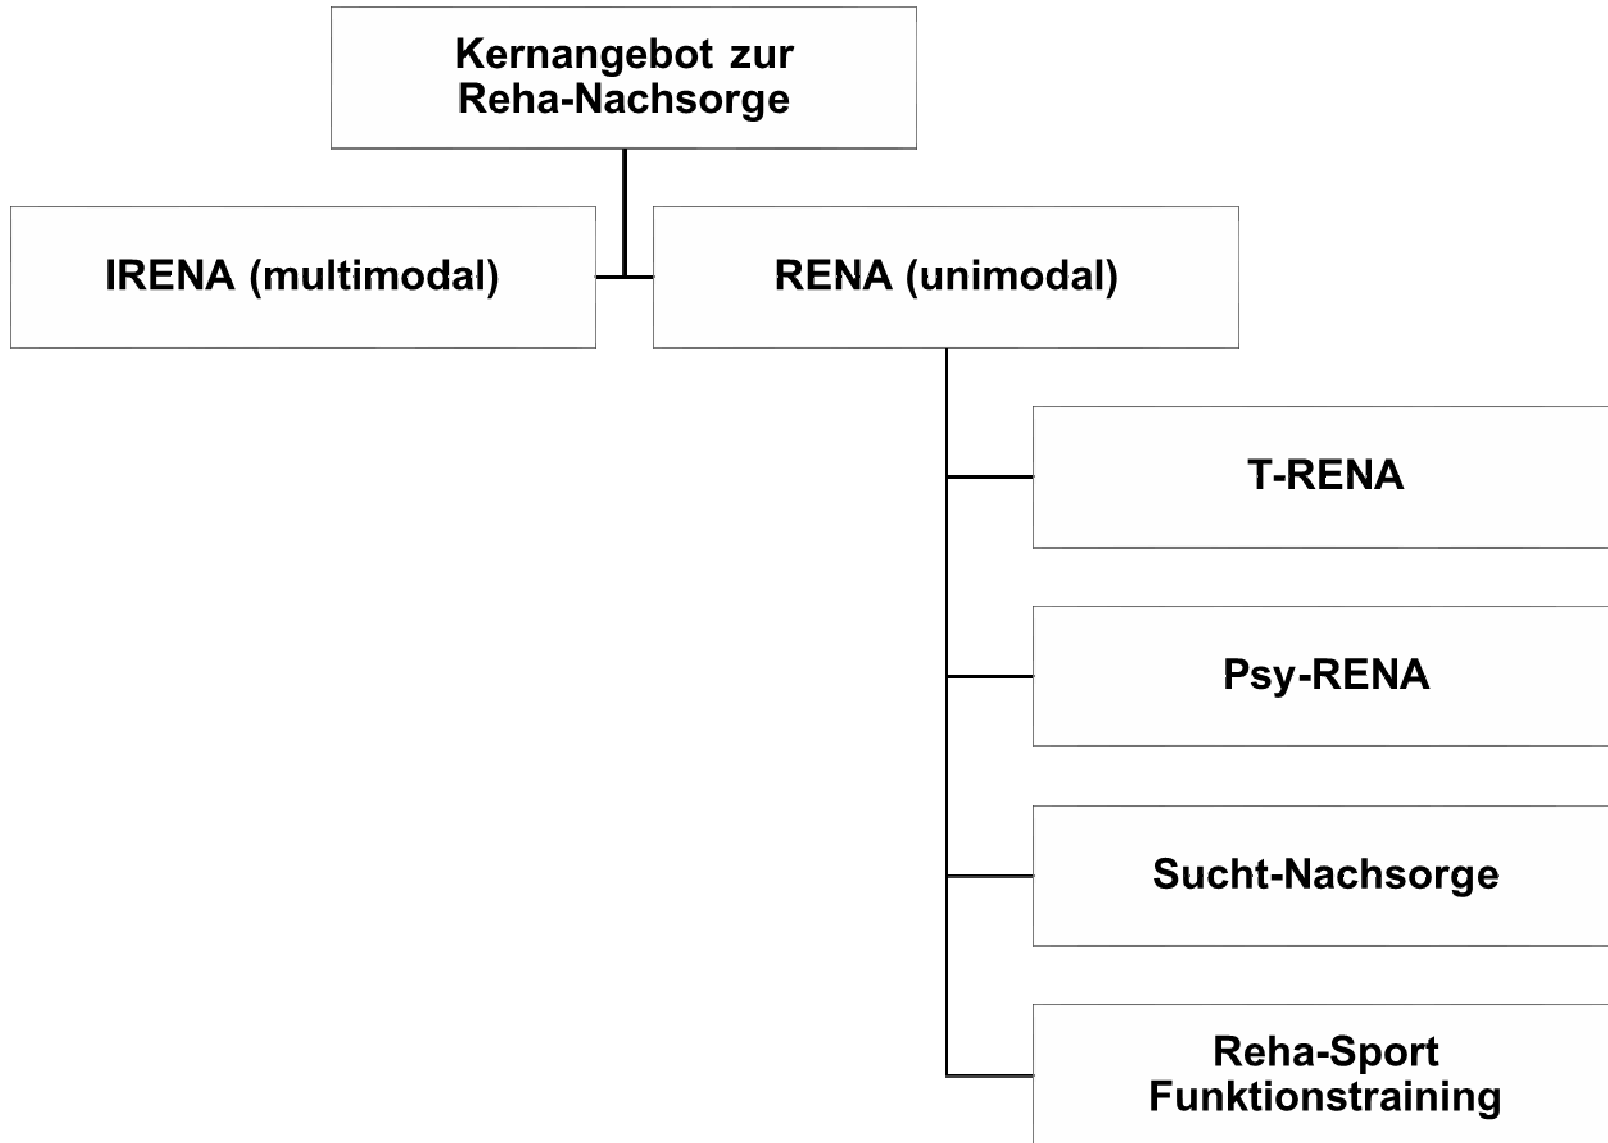 Kernangebot zur
Reha-Nachsorge
IRENA (multimodal)
RENA (unimodal)
T-RENA
Psy-RENA
Sucht-Nachsorge
Reha-Sport
Funktionstraining